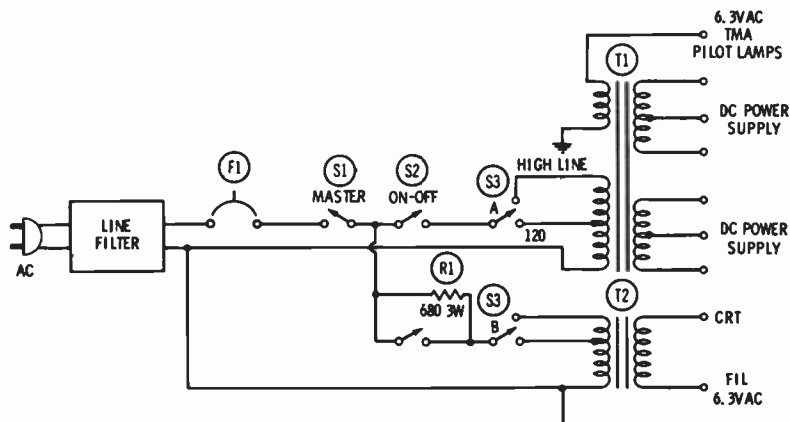 6.3VAC
TMA
PILOT LAMPS
T1
DC POWER
SUPPLY
F1
S1
MASTER
S2
ON-OFF
HIGH LINE
S3
A
120
LINE
FILTER
AC
DC POWER
SUPPLY
R1
680 3W
S3
B
T2
CRT
FIL
6.3VAC